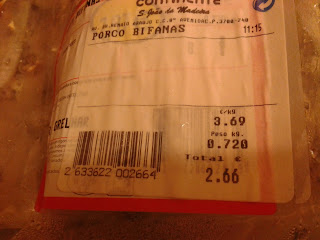 CONTINENTE
S.João da Madeira
11:15
PORCO BIFANAS
GREL
€/kg
3.69
Peso kg.
0.720
Total €
2.66
2 633622 002664